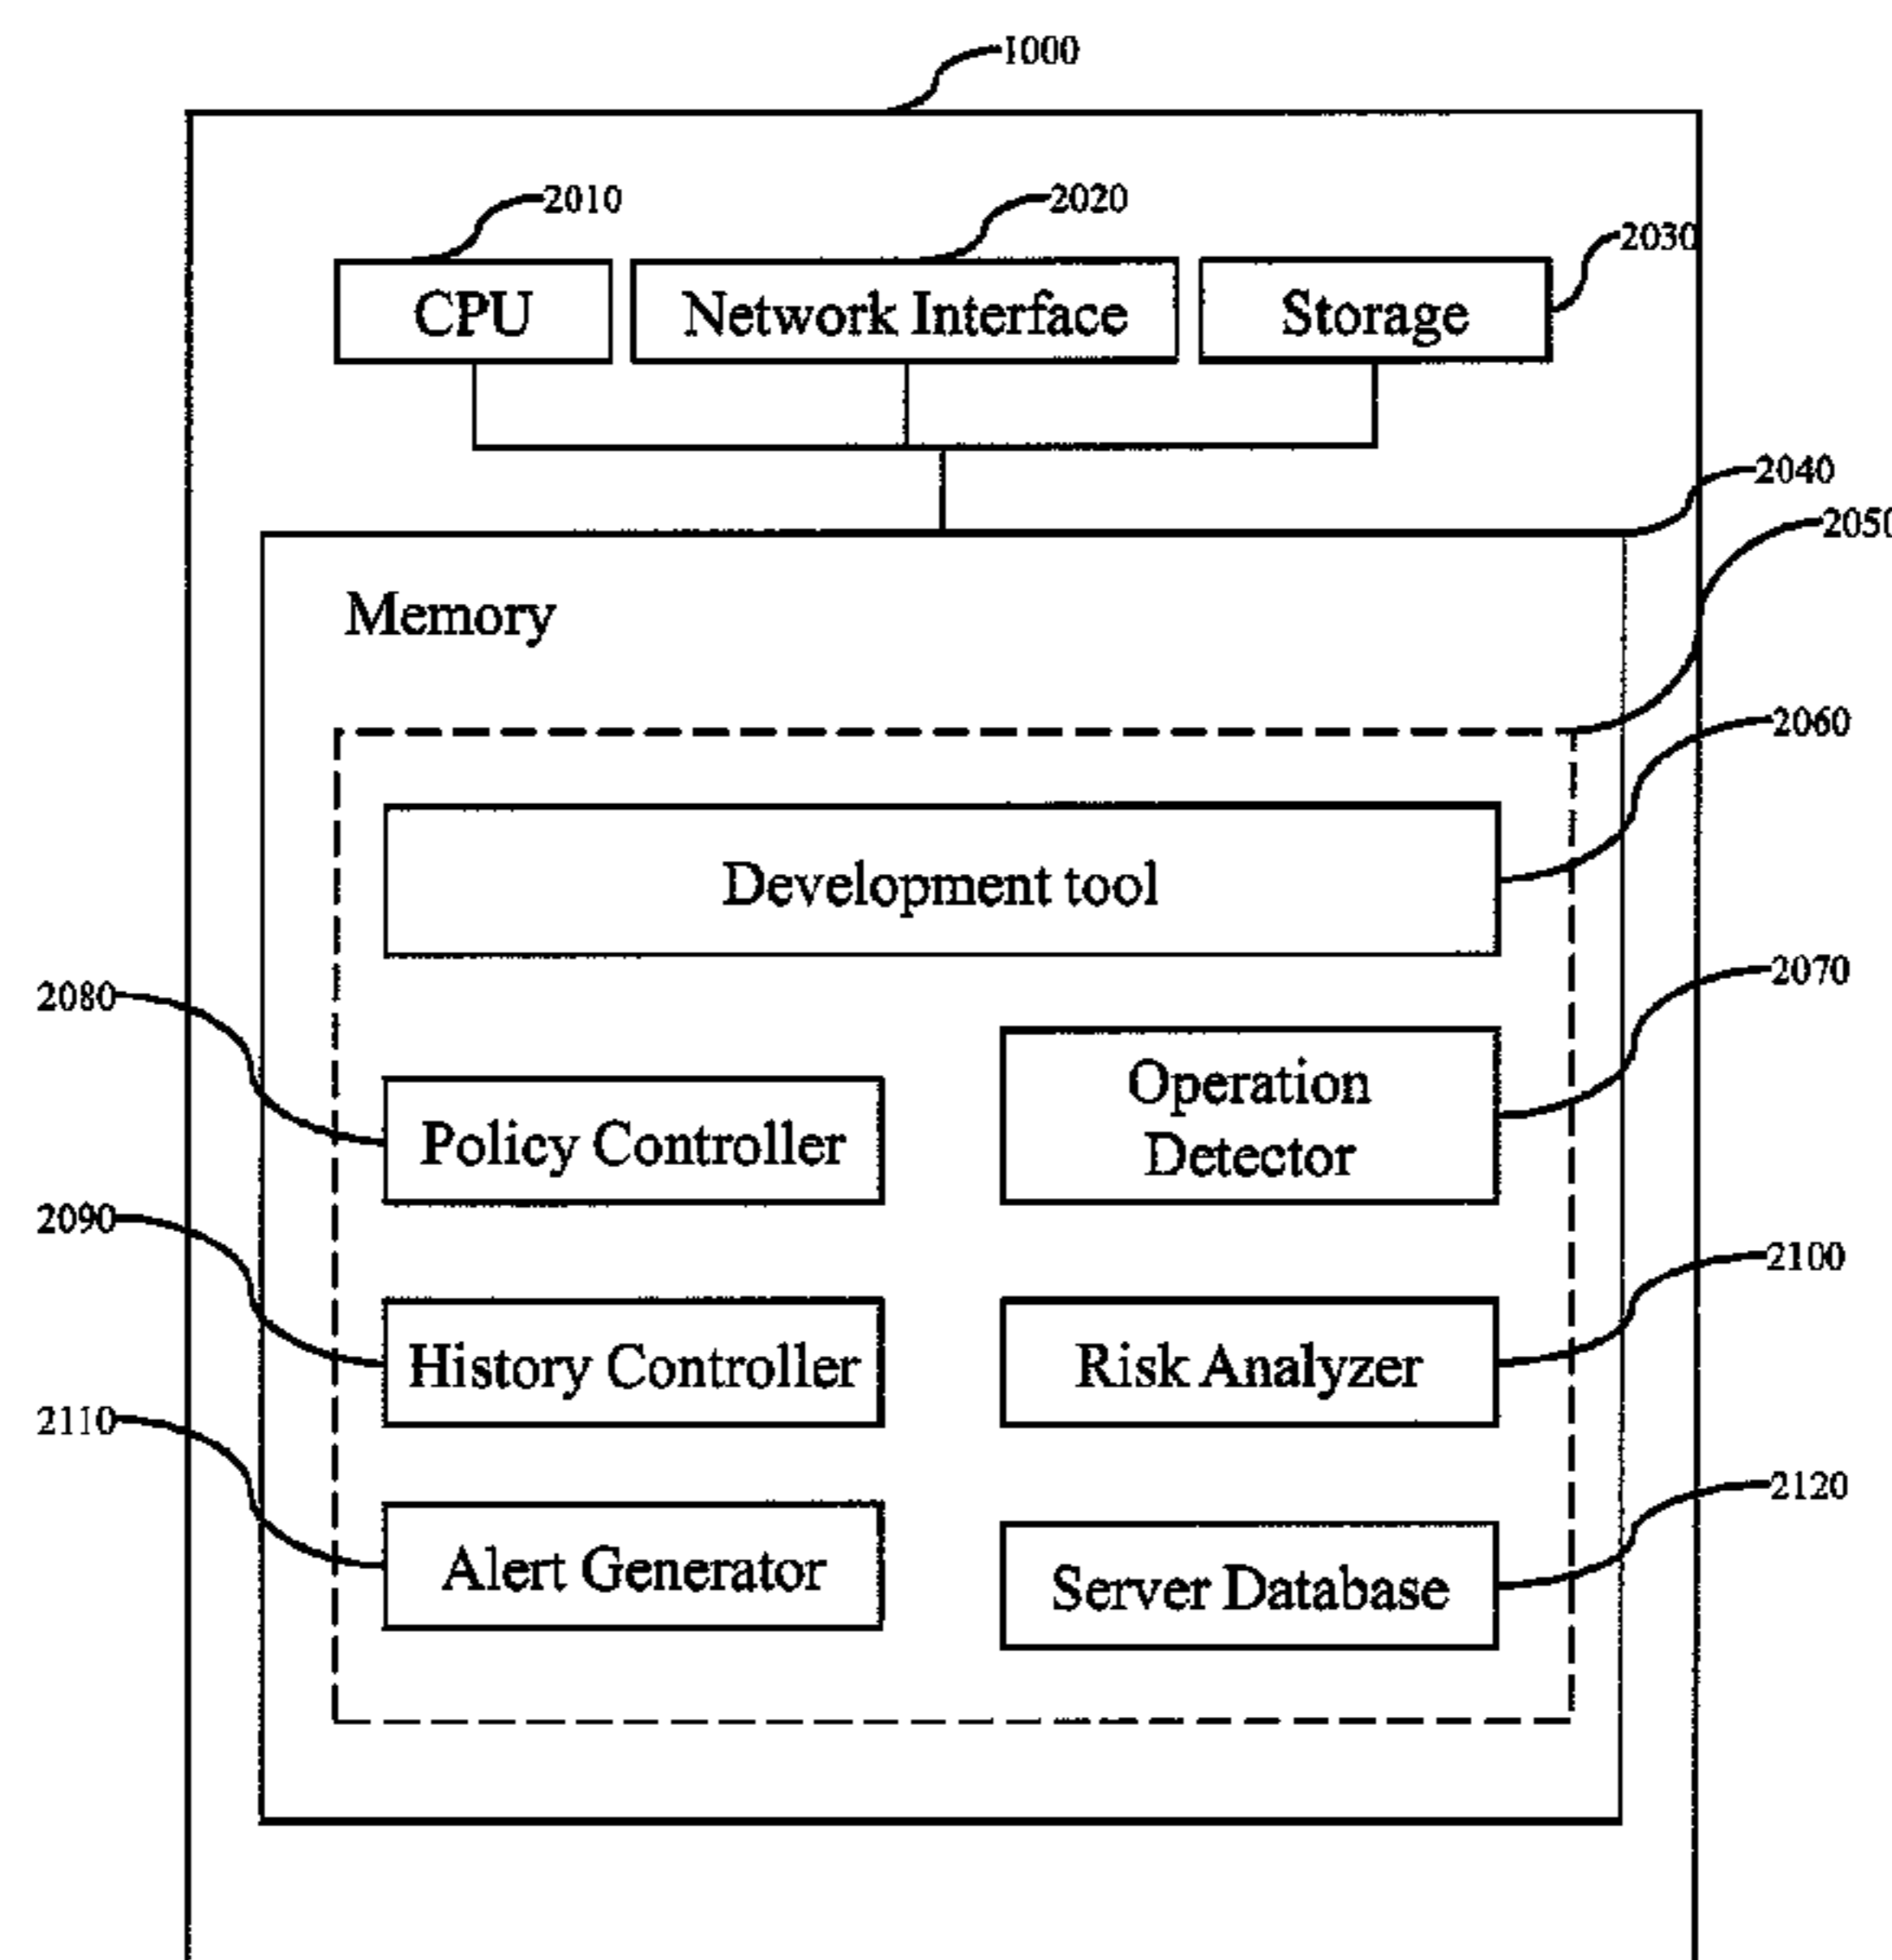 1000
2010
2020
2030
CPU
Network Interface
Storage
2040
2050
Memory
2060
Development tool
2070
2080
Operation
Detector
Policy Controller
2090
2100
History Controller
Risk Analyzer
2110
2120
Alert Generator
Server Database